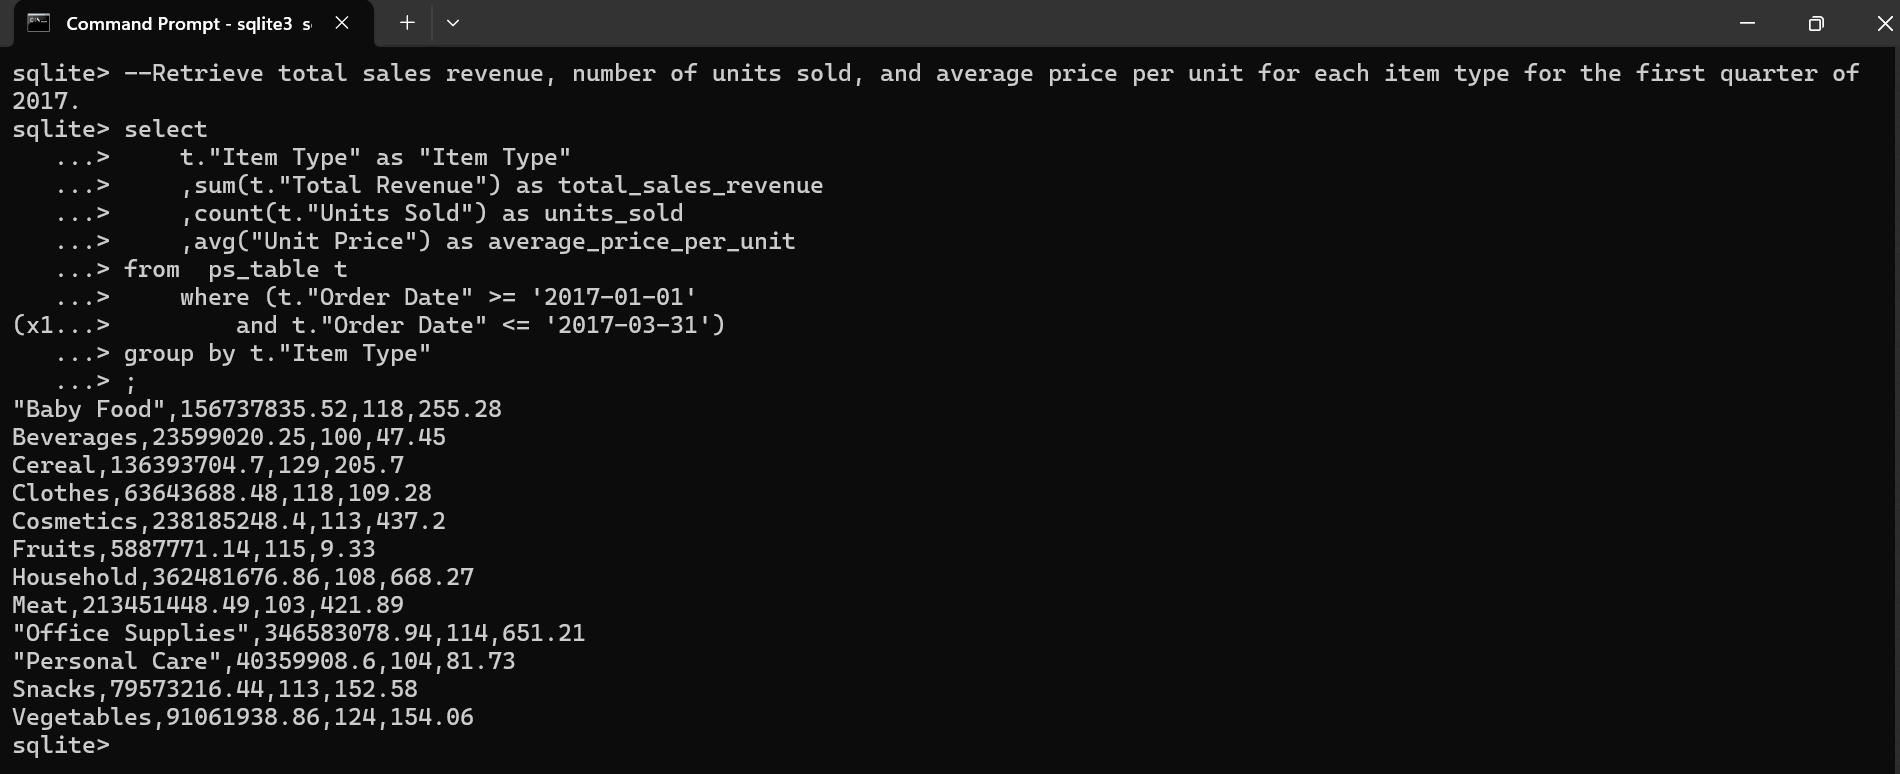 Command Prompt - sqlite3 s
sqlite> --Retrieve total sales revenue, number of units sold, and average price per unit for each item type for the first quarter of
2017.
sqlite> select
   ...>     t."Item Type" as "Item Type"
   ...>     ,sum(t."Total Revenue") as total_sales_revenue
   ...>     ,count(t."Units Sold") as units_sold
   ...>     ,avg("Unit Price") as average_price_per_unit
   ...> from  ps_table t
   ...>     where (t."Order Date" >= '2017-01-01'
(x1...>         and t."Order Date" <= '2017-03-31')
   ...> group by t."Item Type"
   ...> ;
"Baby Food",156737835.52,118,255.28
Beverages,23599020.25,100,47.45
Cereal,136393704.7,129,205.7
Clothes,63643688.48,118,109.28
Cosmetics,238185248.4,113,437.2
Fruits,5887771.14,115,9.33
Household,362481676.86,108,668.27
Meat,213451448.49,103,421.89
"Office Supplies",346583078.94,114,651.21
"Personal Care",40359908.6,104,81.73
Snacks,79573216.44,113,152.58
Vegetables,91061938.86,124,154.06
sqlite>